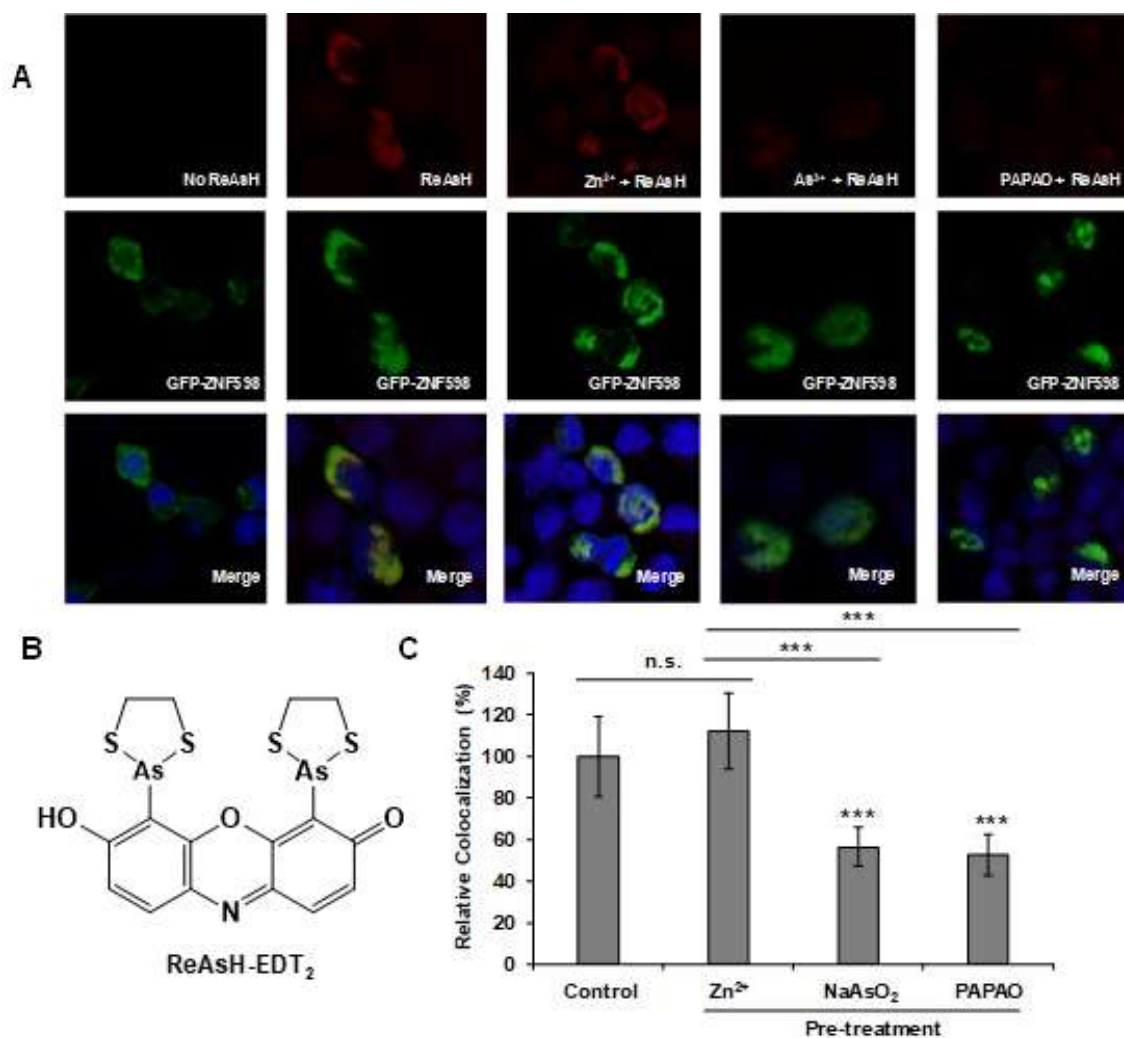 A
No ReAsH
ReAsH
Zn²⁺ + ReAsH
As³⁺ + ReAsH
PAPAO + ReAsH
GFP-ZNF598
GFP-ZNF598
GFP-ZNF598
GFP-ZNF598
GFP-ZNF598
Merge
Merge
Merge
Merge
Merge
B
S S S S
As As
HO O O
N
ReAsH-EDT₂
C
***
***
n.s.
Relative Colocalization (%)
140
120
100
80
60
40
20
0
*** ***
Control Zn²⁺ NaAsO₂ PAPAO
Pre-treatment